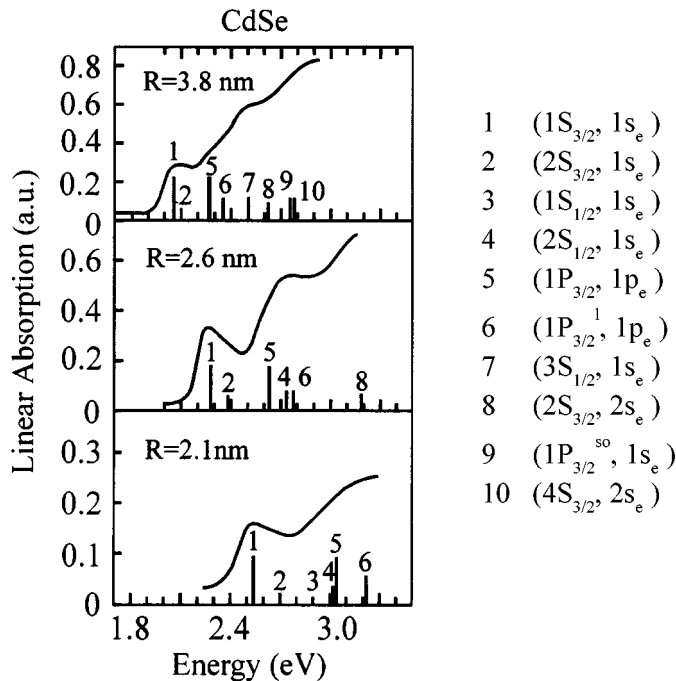 CdSe
Linear Absorption (a.u.)
0.8
0.6
0.4
0.2
0
R=3.8 nm
1
2
5
6
7
8
9
10
0.6
0.4
0.2
0
R=2.6 nm
1
2
5
4
6
8
0.3
0.2
0.1
0
R=2.1nm
1
2
3
4
5
6
1.8
2.4
3.0
Energy (eV)
1 (1S3/2, 1se)
2 (2S3/2, 1se)
3 (1S1/2, 1se)
4 (2S1/2, 1se)
5 (1P3/2, 1pe)
6 (1P3/2^1, 1pe)
7 (3S1/2, 1se)
8 (2S3/2, 2se)
9 (1P3/2^so, 1se)
10 (4S3/2, 2se)